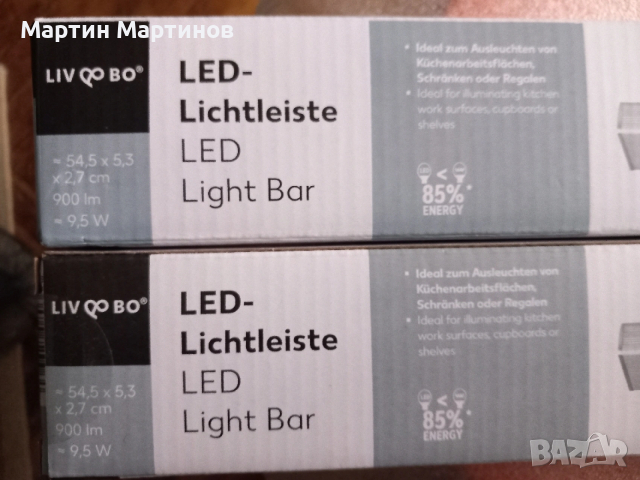 Мартин Мартинов
LIVQOBO®
LED-
Lichtleiste
LED
Light Bar
≈ 54,5 x 5,3
x 2,7 cm
900 lm
≈ 9,5 W
• Ideal zum Ausleuchten von
Küchenarbeitsflächen,
Schränken oder Regalen
• Ideal for illuminating kitchen
work surfaces, cupboards or
shelves
<
85%*
ENERGY
LIVQOBO®
LED-
Lichtleiste
LED
Light Bar
≈ 54,5 x 5,3
x 2,7 cm
900 lm
≈ 9,5 W
• Ideal zum Ausleuchten von
Küchenarbeitsflächen,
Schränken oder Regalen
• Ideal for illuminating kitchen
work surfaces, cupboards or
shelves
<
85%*
ENERGY
BAZAR